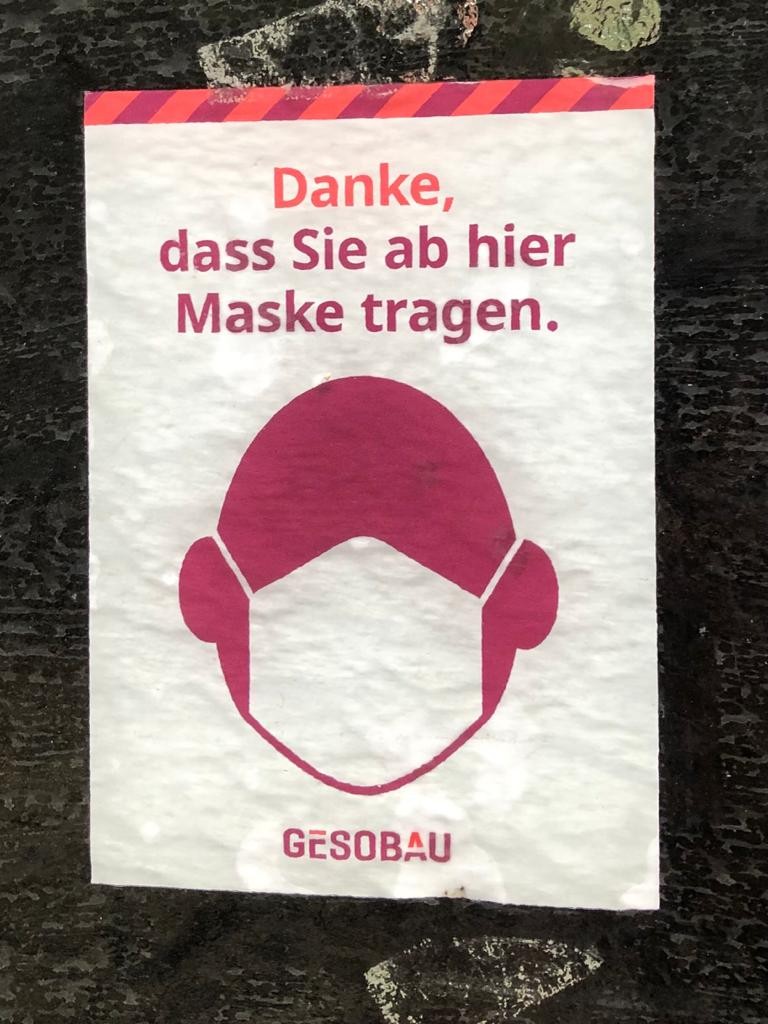 Danke,
dass Sie ab hier
Maske tragen.
GESOBAU